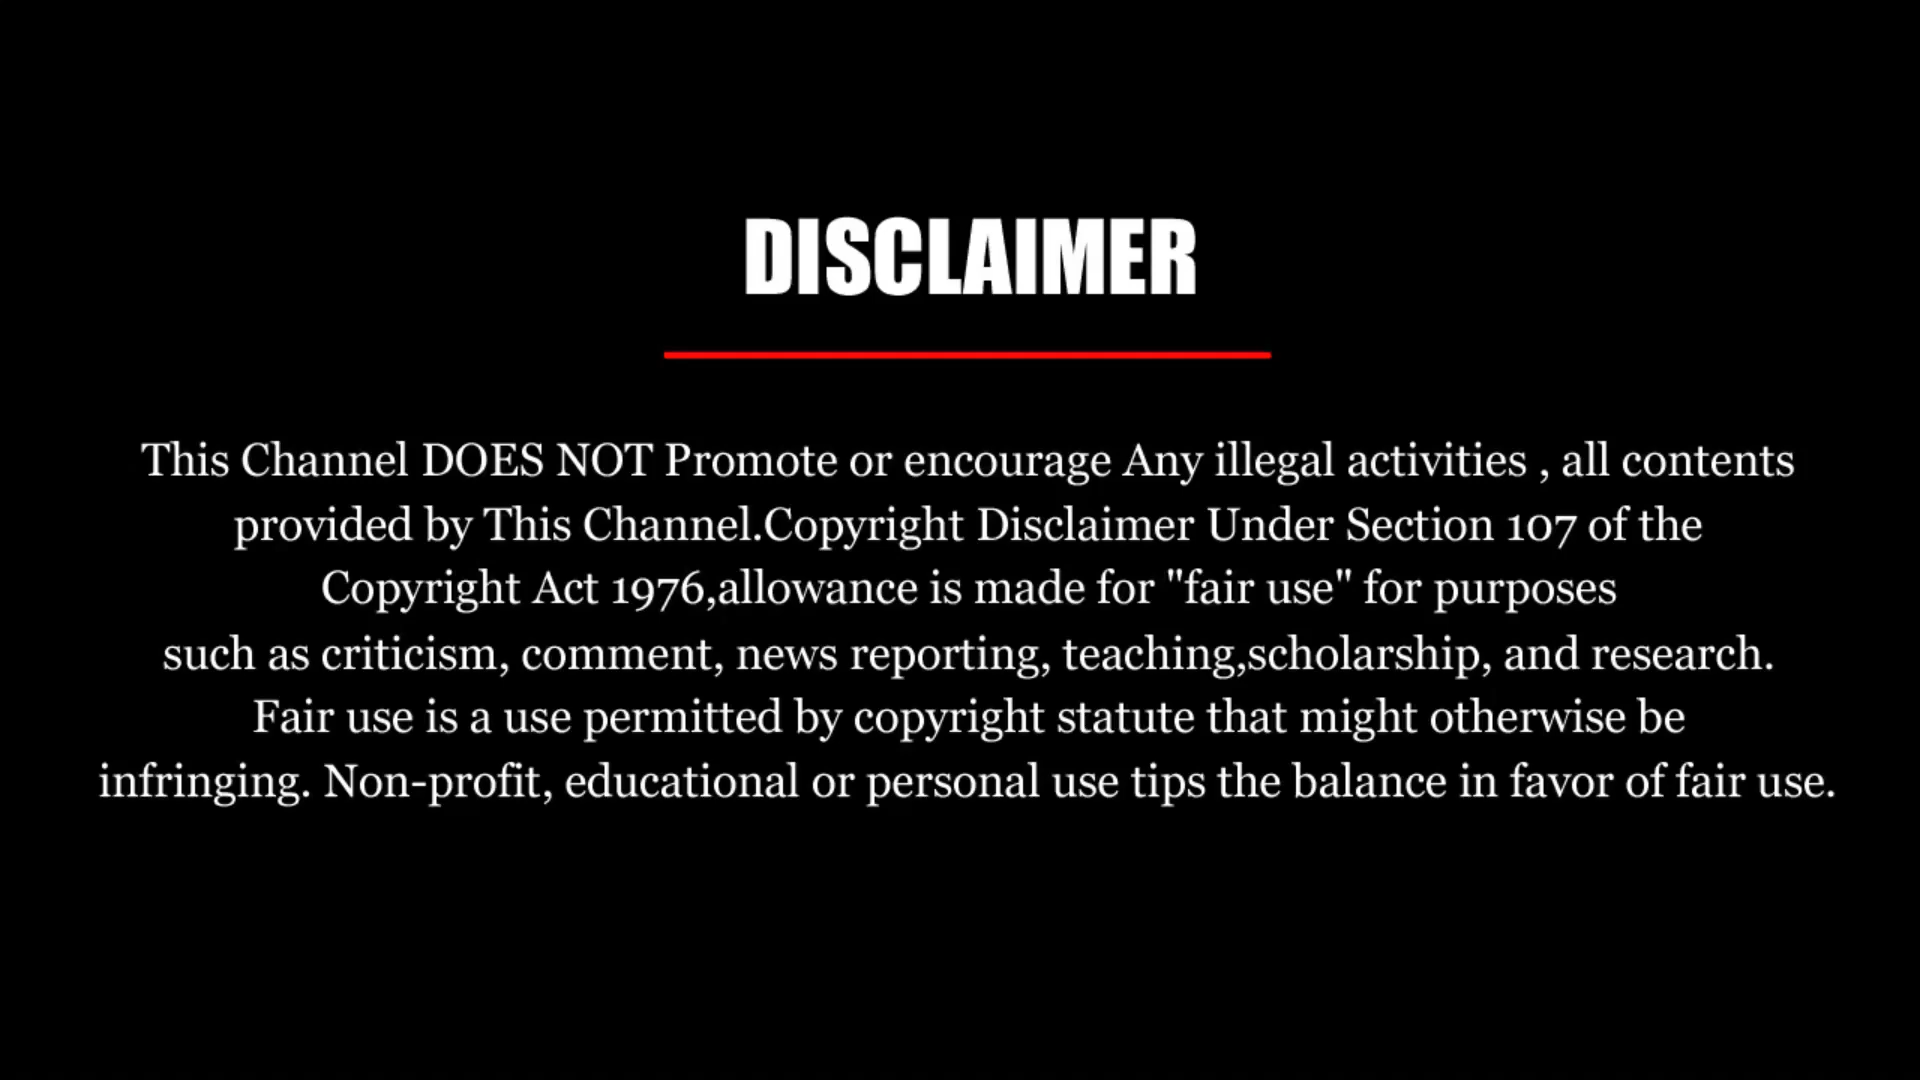 DISCLAIMER
This Channel DOES NOT Promote or encourage Any illegal activities , all contents
provided by This Channel.Copyright Disclaimer Under Section 107 of the
Copyright Act 1976,allowance is made for "fair use" for purposes
such as criticism, comment, news reporting, teaching,scholarship, and research.
Fair use is a use permitted by copyright statute that might otherwise be
infringing. Non-profit, educational or personal use tips the balance in favor of fair use.